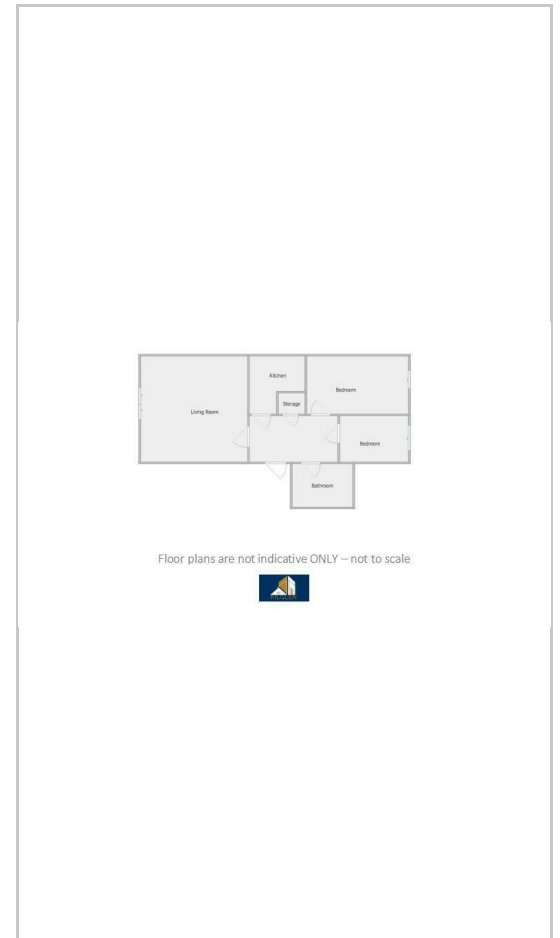 Kitchen
Bedroom
Storage
Living Room
Bedroom
Bathroom
Floor plans are not indicative ONLY – not to scale